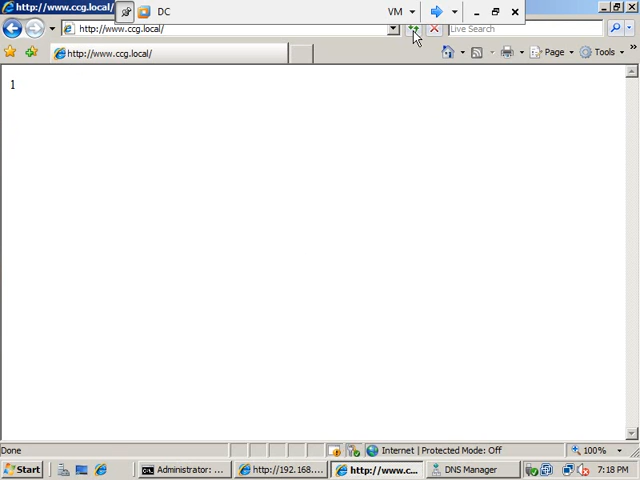 http://www.ccg.local/
DC
VM
http://www.ccg.local/
Live Search
http://www.ccg.local/
Page
Tools
1
Done
Internet | Protected Mode: Off
100%
Start
Administrator: ...
http://192.168....
http://www.c...
DNS Manager
7:18 PM